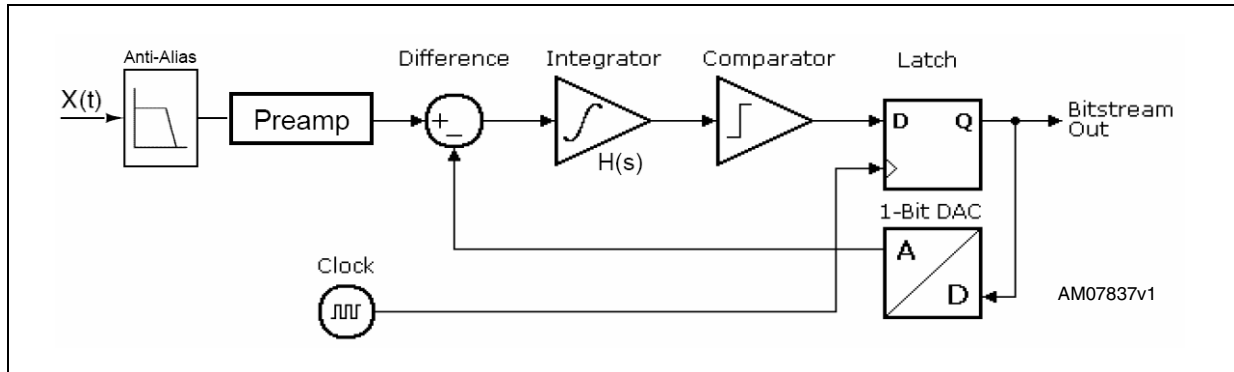 Anti-Alias
Difference
Integrator
Comparator
Latch
X(t)
Preamp
+
−
H(s)
D
Q
Bitstream
Out
1-Bit DAC
A
D
Clock
AM07837v1